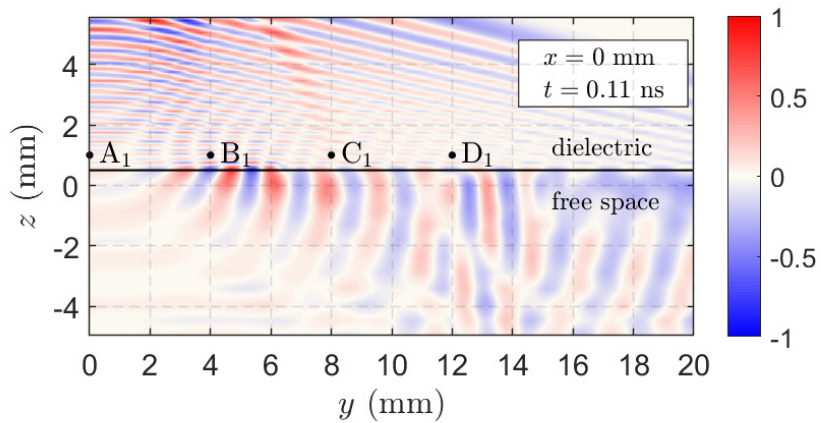 1
4
x = 0 mm
t = 0.11 ns
0.5
2
A₁ B₁ C₁ D₁ dielectric
z (mm)
0
free space
0
-2
-0.5
-4
-1
0 2 4 6 8 10 12 14 16 18 20
y (mm)